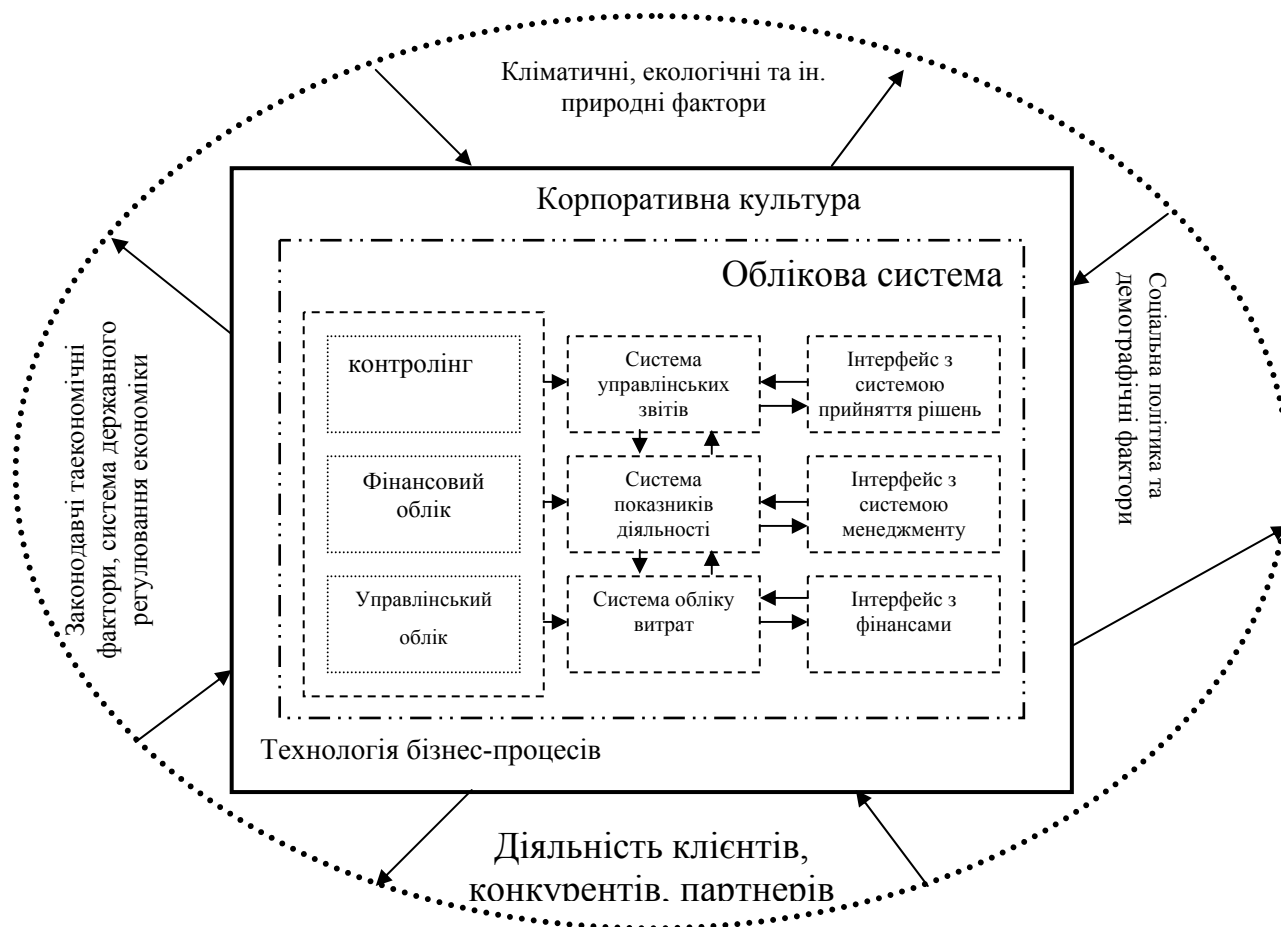 Кліматичні, екологічні та ін.
природні фактори
Корпоративна культура
Облікова система
контролінг
Система
управлінських
звітів
Інтерфейс з
системою
прийняття рішень
Фінансовий
облік
Система
показників
діяльності
Інтерфейс з
системою
менеджменту
Управлінський
облік
Система обліку
витрат
Інтерфейс з
фінансами
Законодавчі таекономічні
фактори, система державного
регулювання економіки
Соціальна політика та
демографічні фактори
Технологія бізнес-процесів
Діяльність клієнтів,
конкурентів, партнерів